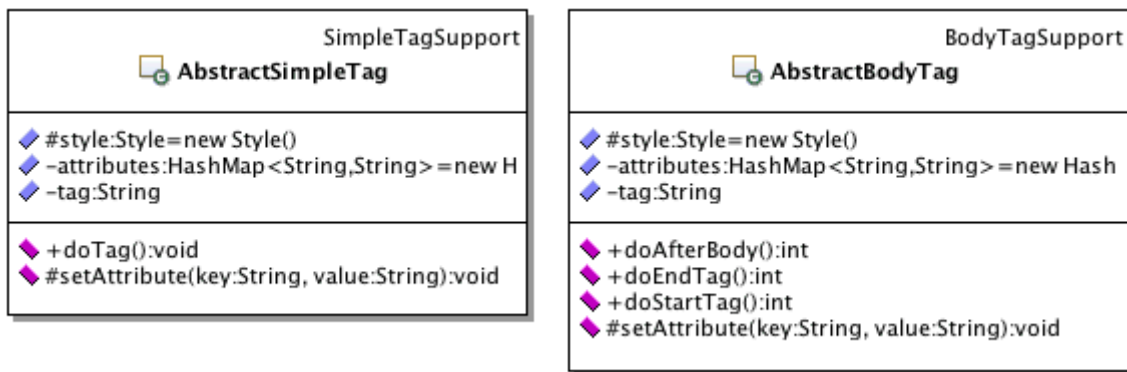 SimpleTagSupport
AbstractSimpleTag
#style:Style=new Style()
-attributes:HashMap<String,String>=new H
-tag:String
+doTag():void
#setAttribute(key:String, value:String):void
BodyTagSupport
AbstractBodyTag
#style:Style=new Style()
-attributes:HashMap<String,String>=new Hash
-tag:String
+doAfterBody():int
+doEndTag():int
+doStartTag():int
#setAttribute(key:String, value:String):void